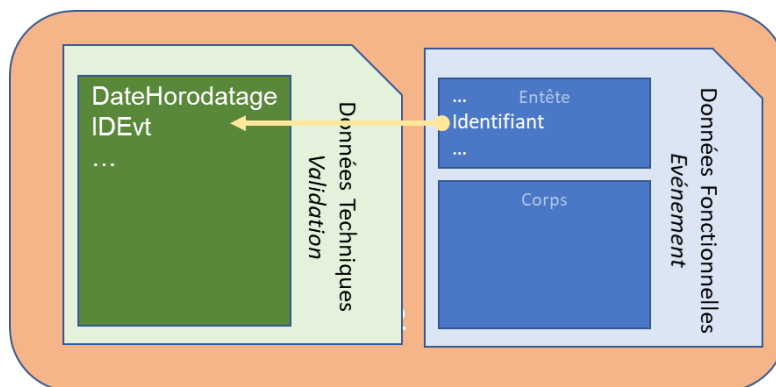 DateHorodatage
IDEvt
...
Données Techniques
Validation
... Entête
Identifiant
...
Corps
Données Fonctionnelles
Evénement